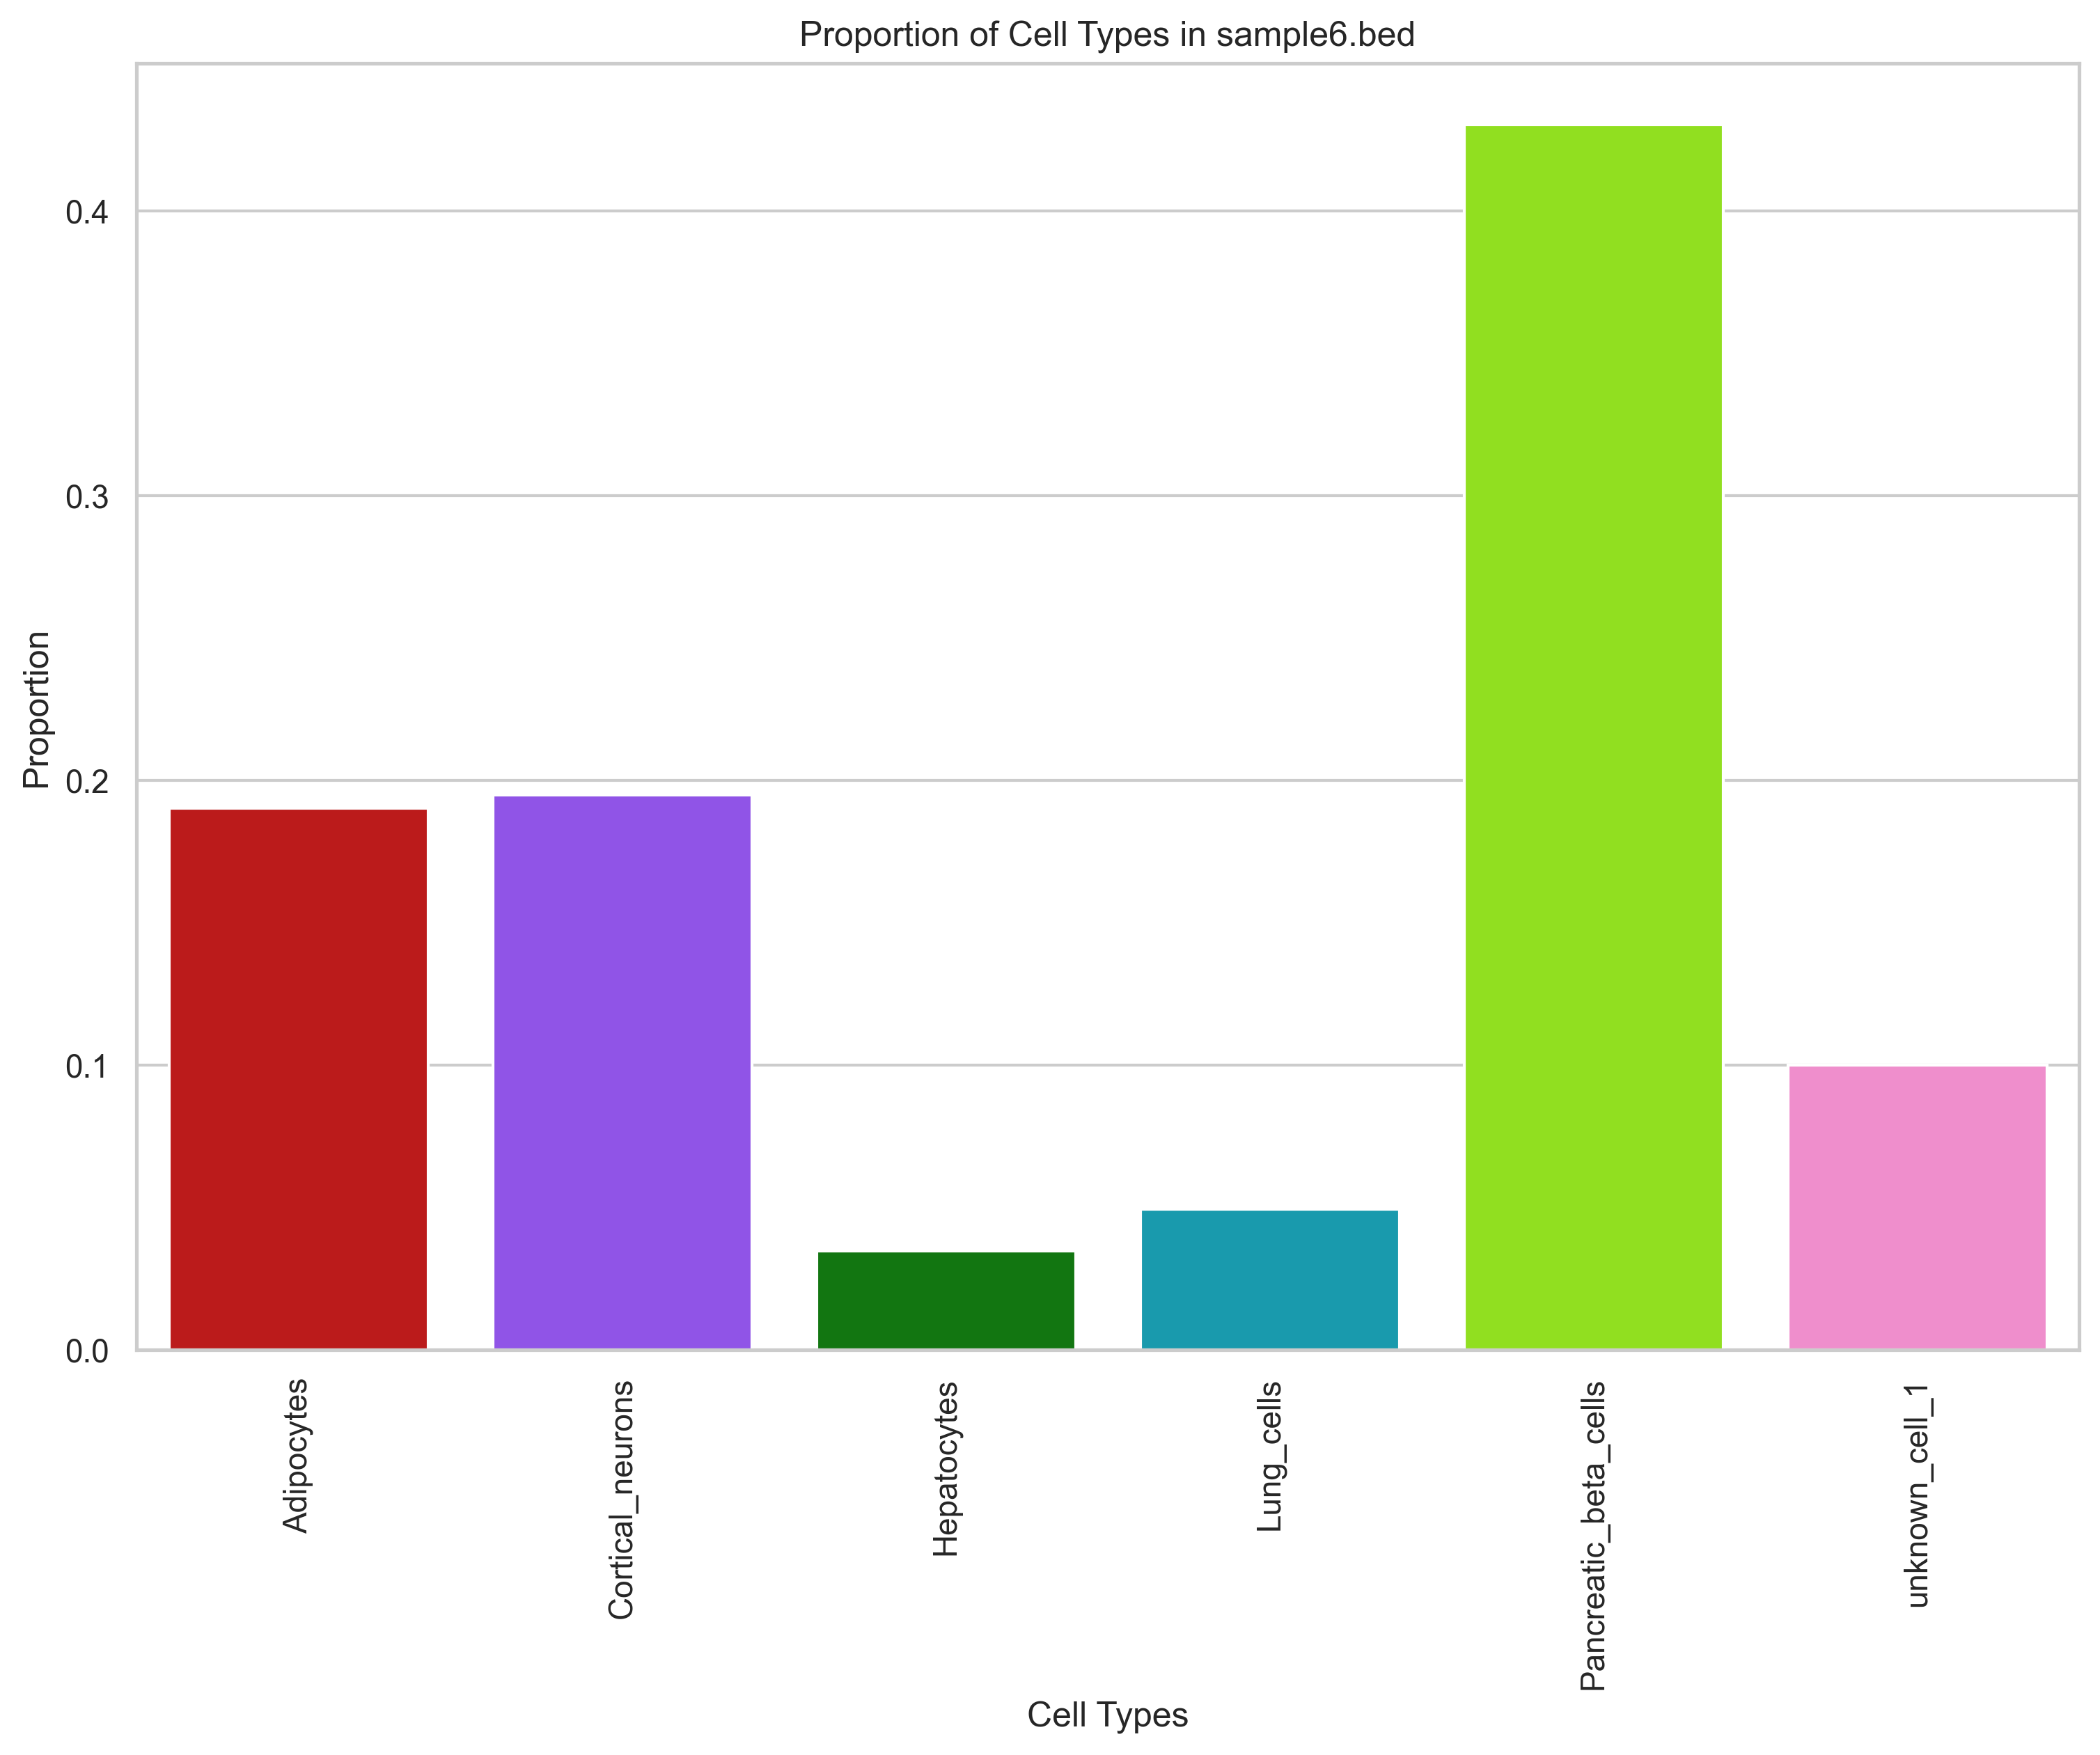 Proportion of Cell Types in sample6.bed
Proportion
0.4
0.3
0.2
0.1
0.0
Adipocytes
Cortical_neurons
Hepatocytes
Lung_cells
Pancreatic_beta_cells
unknown_cell_1
Cell Types